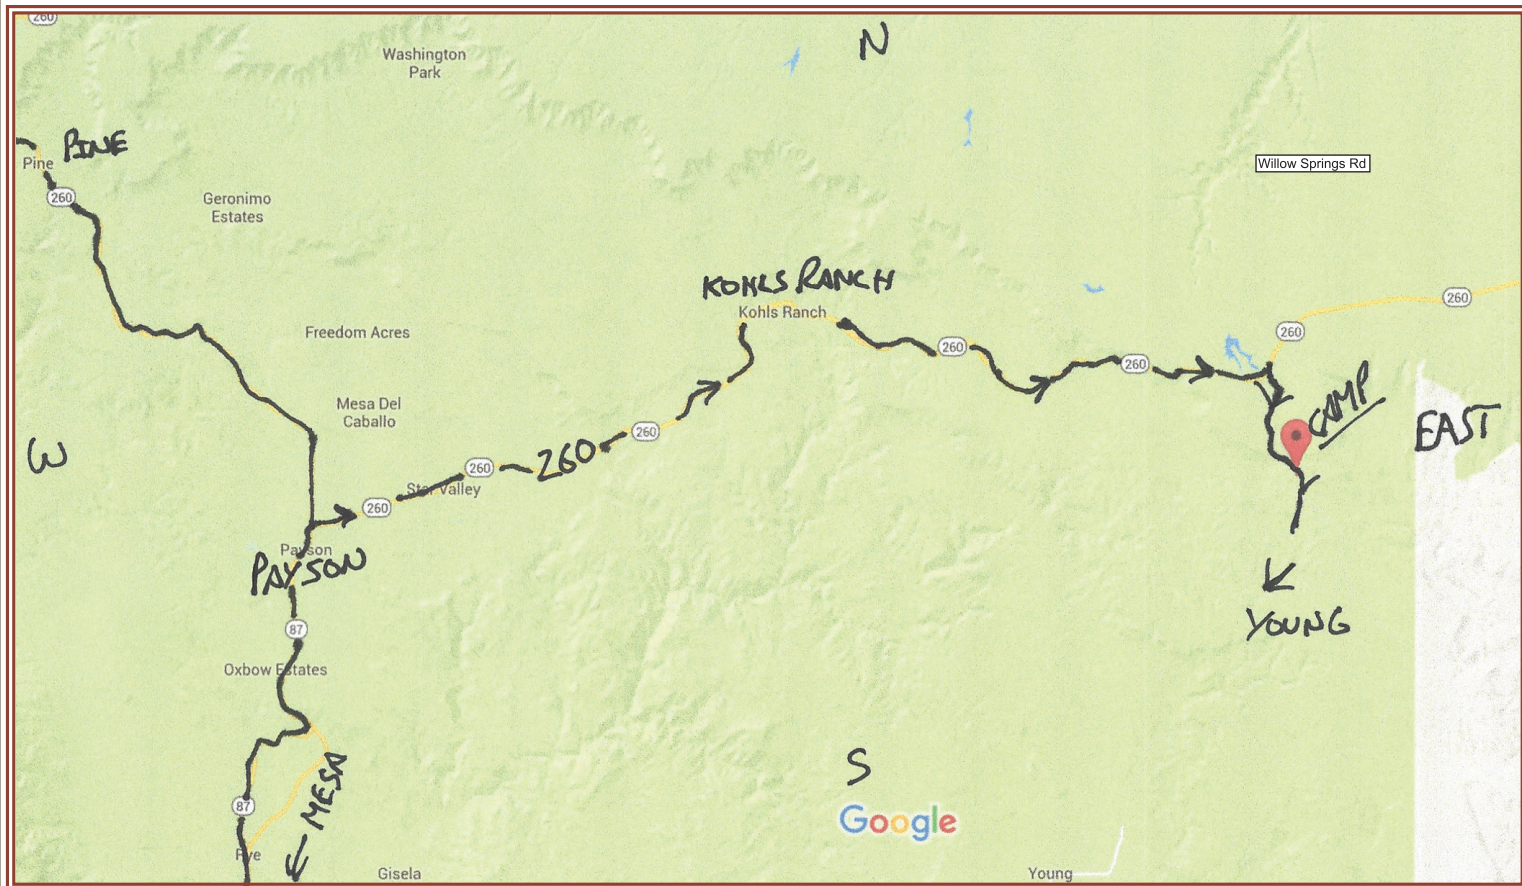 260
N
Washington
Park
PINE
Pine
Willow Springs Rd
260
Geronimo
Estates
KOHLS RANCH
Kohls Ranch
260
260
Freedom Acres
260
260
CAMP
Mesa Del
Caballo
EAST
W
260
260
260
Star Valley
260
Payson
PAYSON
YOUNG
87
Oxbow Estates
MESA
S
87
Google
Rye
Gisela
Young